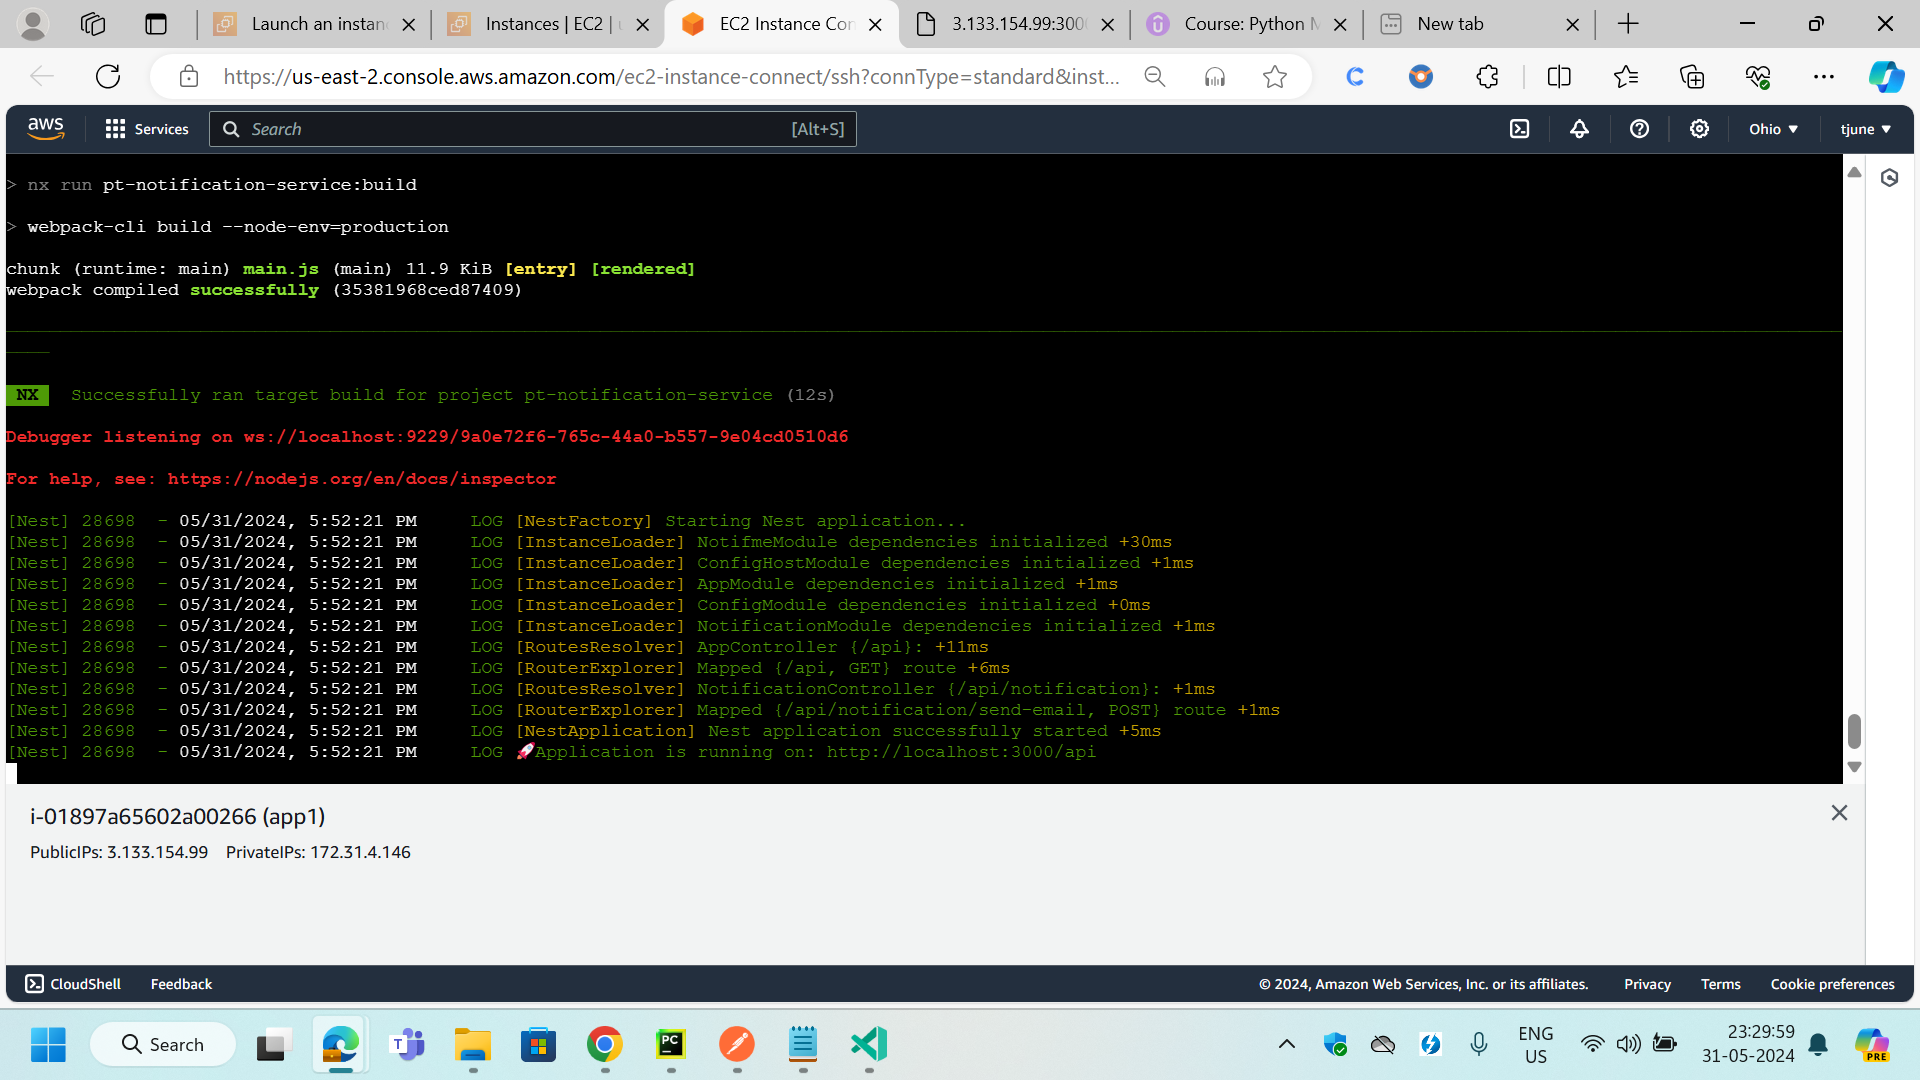 Launch an instan
Instances | EC2 | u
EC2 Instance Con
3.133.154.99:3000
Course: Python M
New tab
https://us-east-2.console.aws.amazon.com/ec2-instance-connect/ssh?connType=standard&inst...
aws
Services
Search
[Alt+S]
Ohio ▼
tjune ▼
> nx run pt-notification-service:build
> webpack-cli build --node-env=production
chunk (runtime: main) main.js (main) 11.9 KiB [entry] [rendered]
webpack compiled successfully (35381968ced87409)
NX Successfully ran target build for project pt-notification-service (12s)
Debugger listening on ws://localhost:9229/9a0e72f6-765c-44a0-b557-9e04cd0510d6
For help, see: https://nodejs.org/en/docs/inspector
[Nest] 28698 - 05/31/2024, 5:52:21 PM LOG [NestFactory] Starting Nest application...
[Nest] 28698 - 05/31/2024, 5:52:21 PM LOG [InstanceLoader] NotifmeModule dependencies initialized +30ms
[Nest] 28698 - 05/31/2024, 5:52:21 PM LOG [InstanceLoader] ConfigHostModule dependencies initialized +1ms
[Nest] 28698 - 05/31/2024, 5:52:21 PM LOG [InstanceLoader] AppModule dependencies initialized +1ms
[Nest] 28698 - 05/31/2024, 5:52:21 PM LOG [InstanceLoader] ConfigModule dependencies initialized +0ms
[Nest] 28698 - 05/31/2024, 5:52:21 PM LOG [InstanceLoader] NotificationModule dependencies initialized +1ms
[Nest] 28698 - 05/31/2024, 5:52:21 PM LOG [RoutesResolver] AppController {/api}: +11ms
[Nest] 28698 - 05/31/2024, 5:52:21 PM LOG [RouterExplorer] Mapped {/api, GET} route +6ms
[Nest] 28698 - 05/31/2024, 5:52:21 PM LOG [RoutesResolver] NotificationController {/api/notification}: +1ms
[Nest] 28698 - 05/31/2024, 5:52:21 PM LOG [RouterExplorer] Mapped {/api/notification/send-email, POST} route +1ms
[Nest] 28698 - 05/31/2024, 5:52:21 PM LOG [NestApplication] Nest application successfully started +5ms
[Nest] 28698 - 05/31/2024, 5:52:21 PM LOG 🚀Application is running on: http://localhost:3000/api
i-01897a65602a00266 (app1)
PublicIPs: 3.133.154.99 PrivateIPs: 172.31.4.146
CloudShell
Feedback
© 2024, Amazon Web Services, Inc. or its affiliates.
Privacy
Terms
Cookie preferences
Search
PC
ENG
US
23:29:59
31-05-2024
PRE